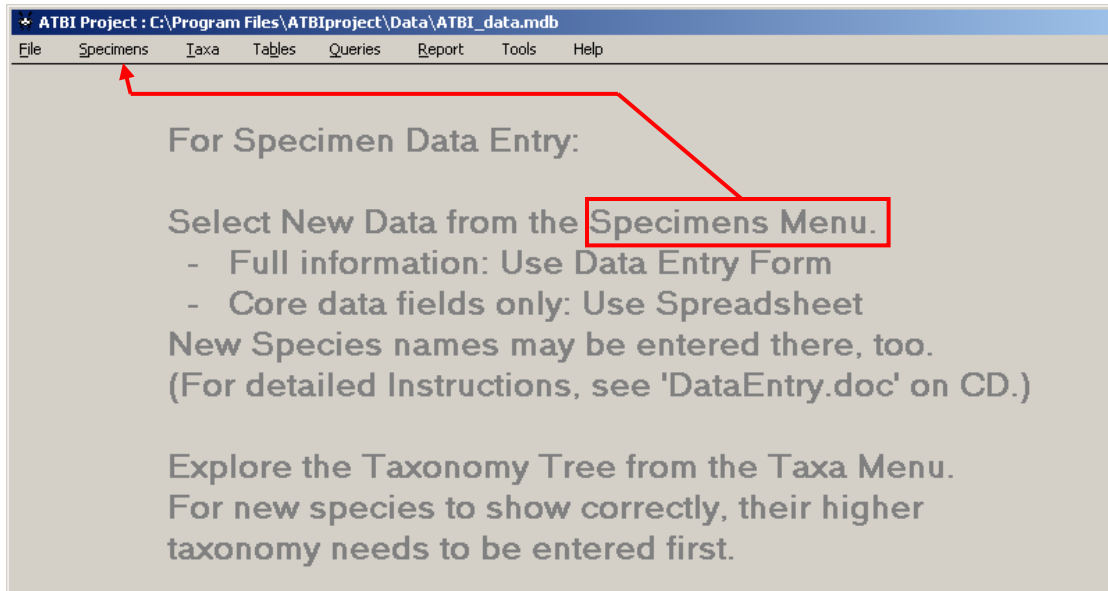 ATBI Project : C:\Program Files\ATBIproject\Data\ATBI_data.mdb
File Specimens Taxa Tables Queries Report Tools Help
For Specimen Data Entry:
Select New Data from the Specimens Menu.
- Full information: Use Data Entry Form
- Core data fields only: Use Spreadsheet
New Species names may be entered there, too.
(For detailed Instructions, see 'DataEntry.doc' on CD.)
Explore the Taxonomy Tree from the Taxa Menu.
For new species to show correctly, their higher
taxonomy needs to be entered first.